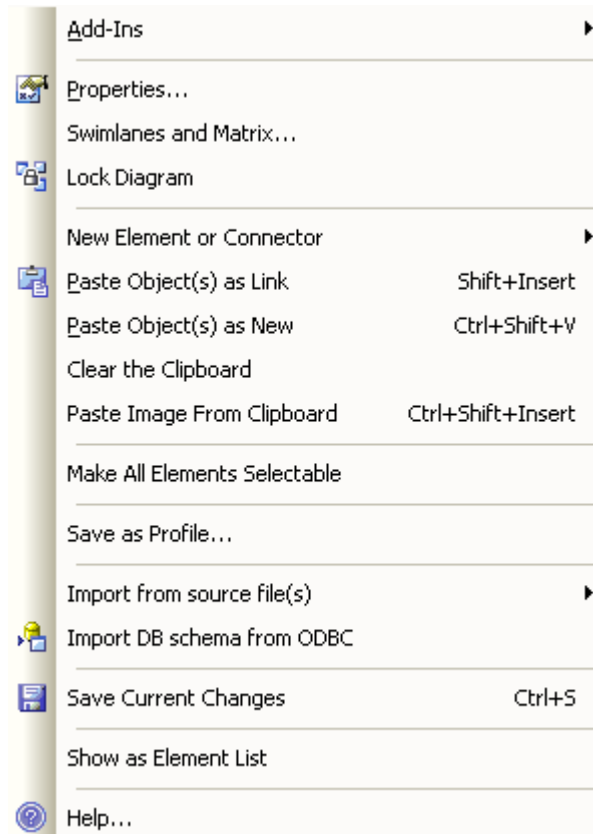 Add-Ins
Properties...
Swimlanes and Matrix...
Lock Diagram
New Element or Connector
Paste Object(s) as Link Shift+Insert
Paste Object(s) as New Ctrl+Shift+V
Clear the Clipboard
Paste Image From Clipboard Ctrl+Shift+Insert
Make All Elements Selectable
Save as Profile...
Import from source file(s)
Import DB schema from ODBC
Save Current Changes Ctrl+S
Show as Element List
Help...